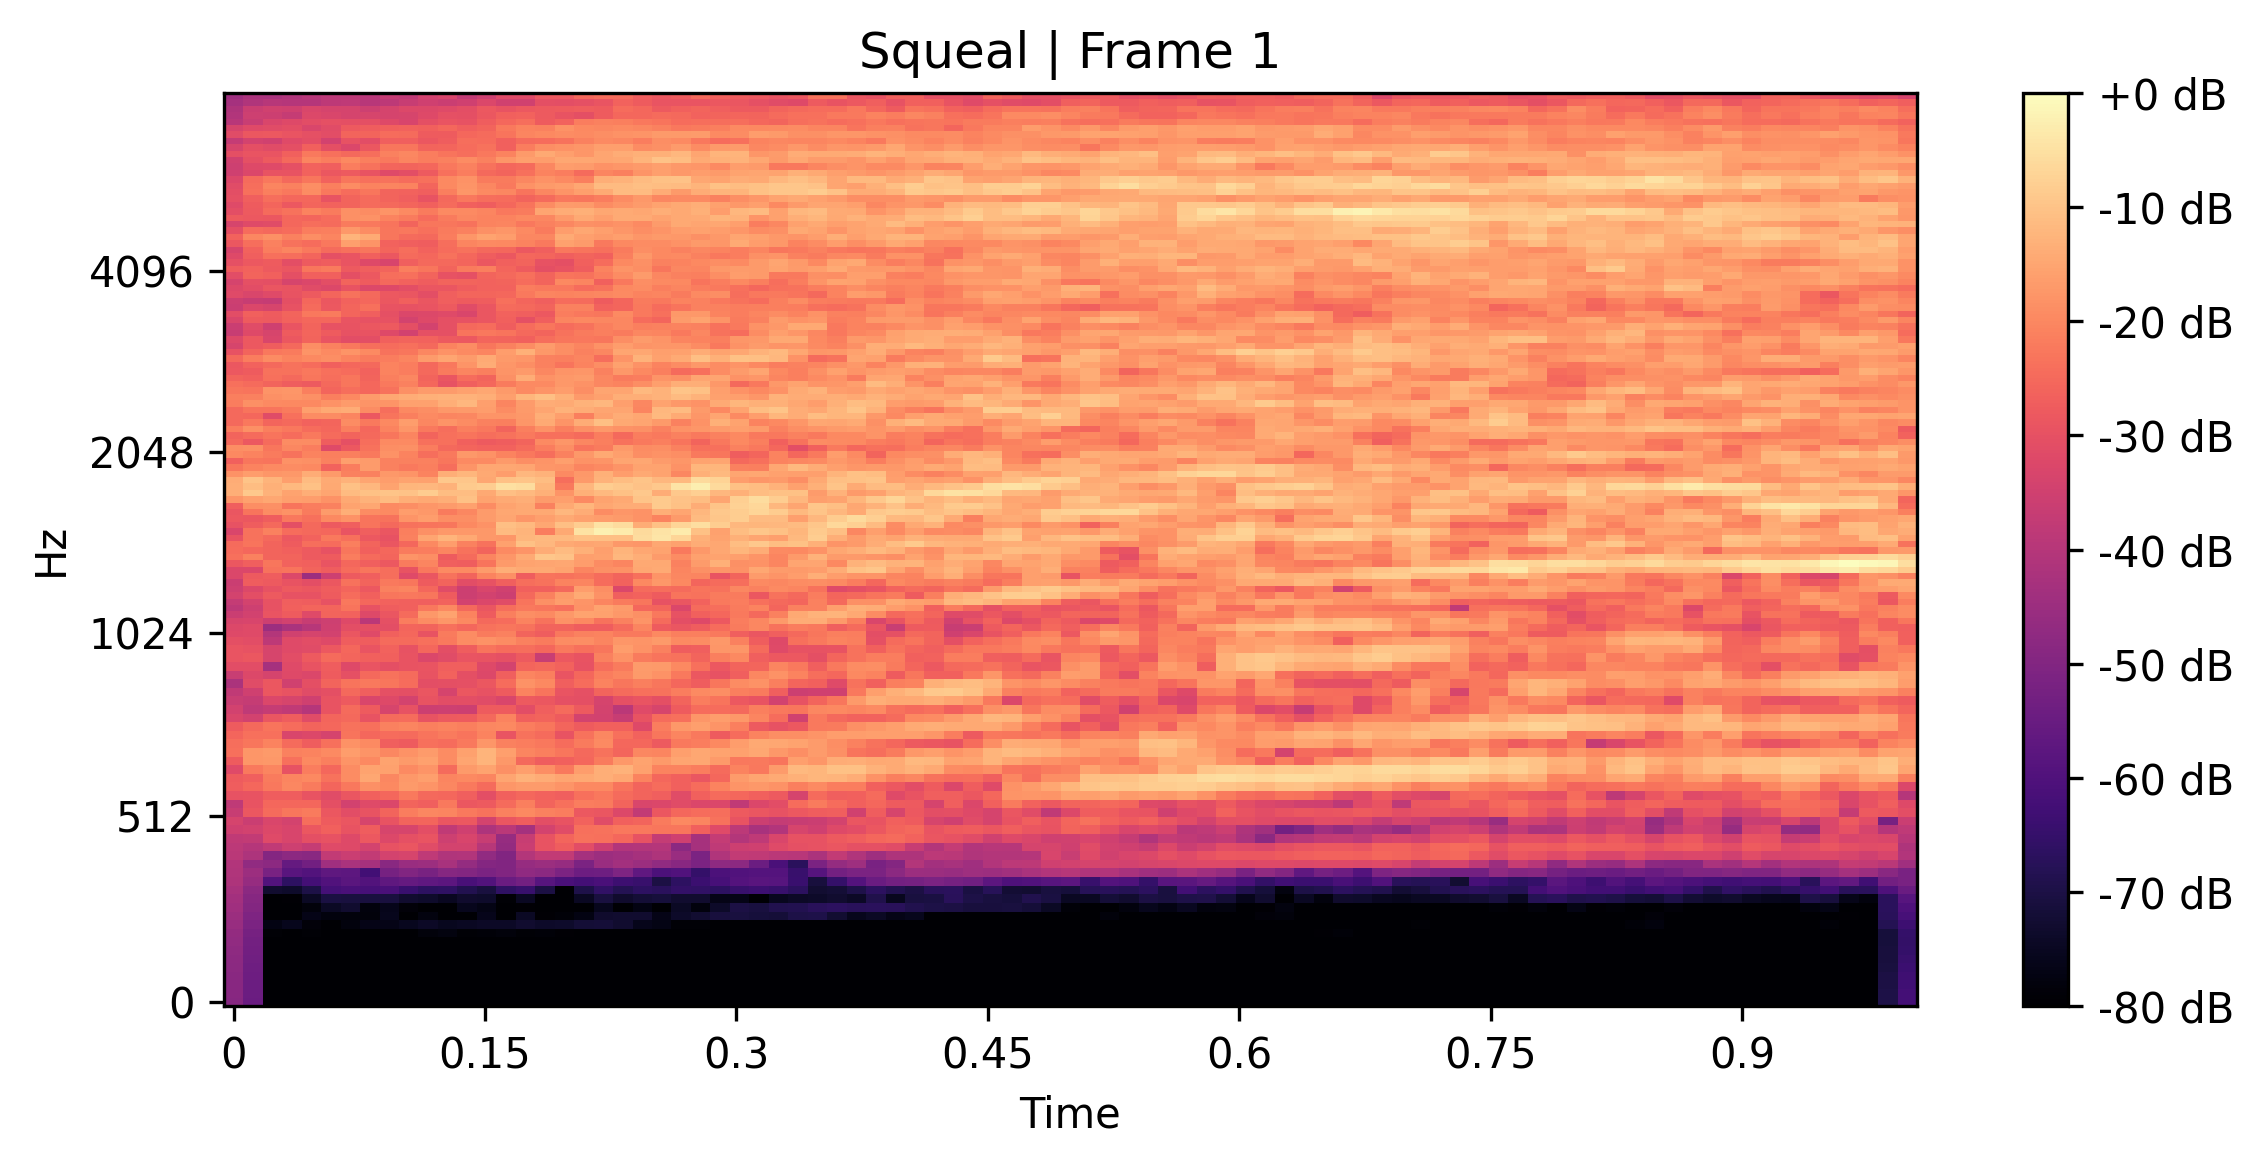 Squeal | Frame 1
Hz
4096
2048
1024
512
0
0 0.15 0.3 0.45 0.6 0.75 0.9
Time
+0 dB
-10 dB
-20 dB
-30 dB
-40 dB
-50 dB
-60 dB
-70 dB
-80 dB